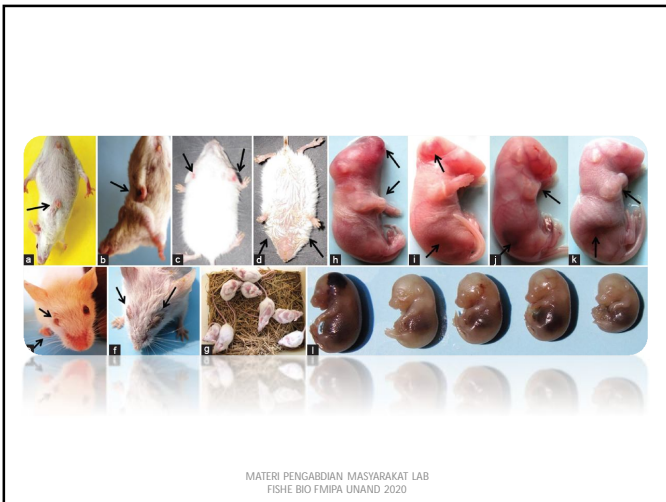 a b c d h i j k
f g l
MATERI PENGABDIAN MASYARAKAT LAB
FISHE BIO FMIPA UNAND 2020